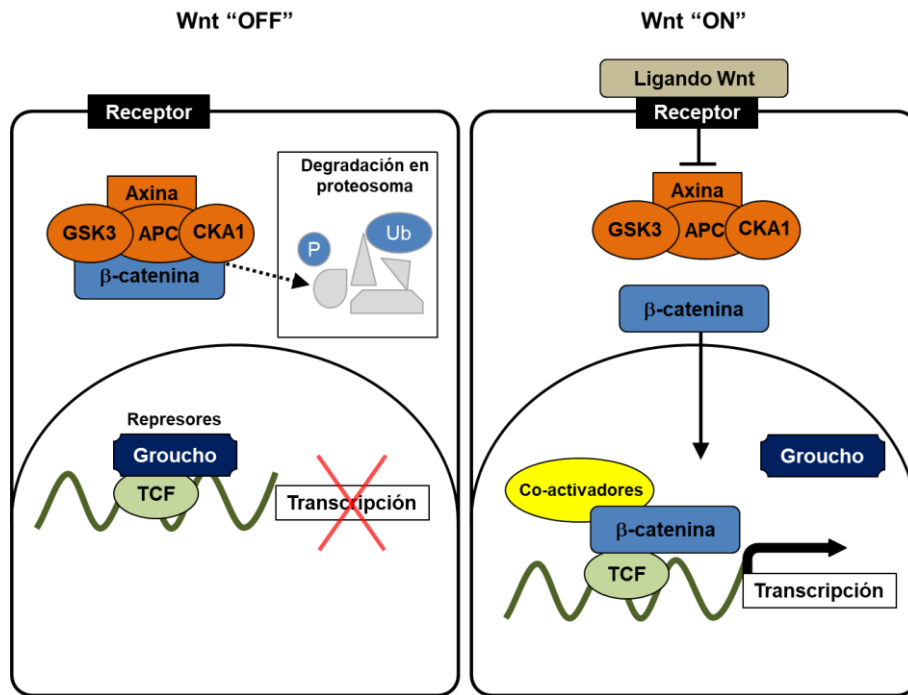 Wnt “OFF”
Receptor
Axina
GSK3
APC
CKA1
β-catenina
Degradación en
proteosoma
P
Ub
Represores
Groucho
TCF
Transcripción
Wnt “ON”
Ligando Wnt
Receptor
Axina
GSK3
APC
CKA1
β-catenina
Groucho
Co-activadores
β-catenina
TCF
Transcripción